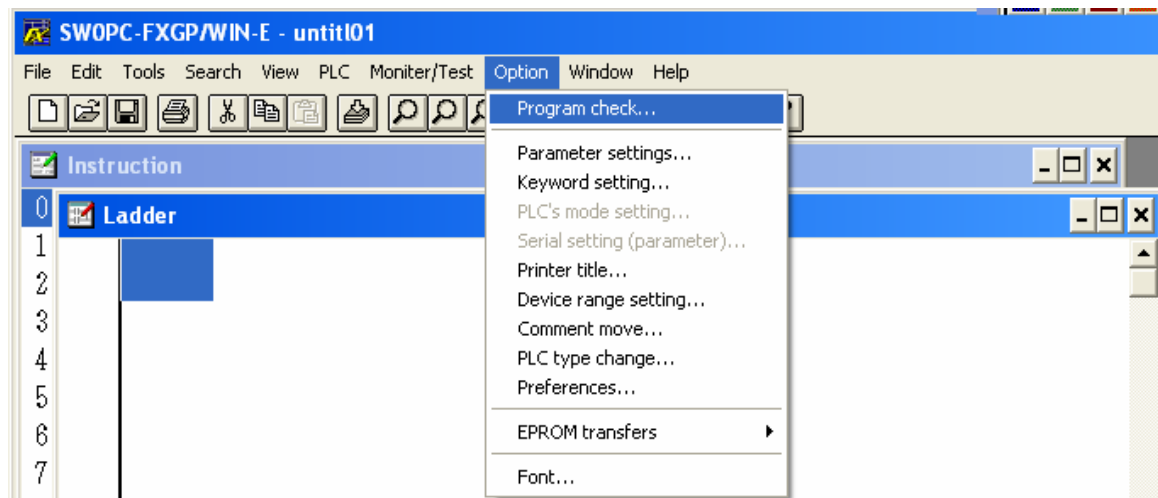 SW0PC-FXGP/WIN-E - untitl01
File Edit Tools Search View PLC Moniter/Test Option Window Help
Program check...
Instruction
Parameter settings...
Keyword setting...
0 Ladder
PLC's mode setting...
1
Serial setting (parameter)...
Printer title...
2
Device range setting...
3
Comment move...
4
PLC type change...
Preferences...
5
6
EPROM transfers
7
Font...